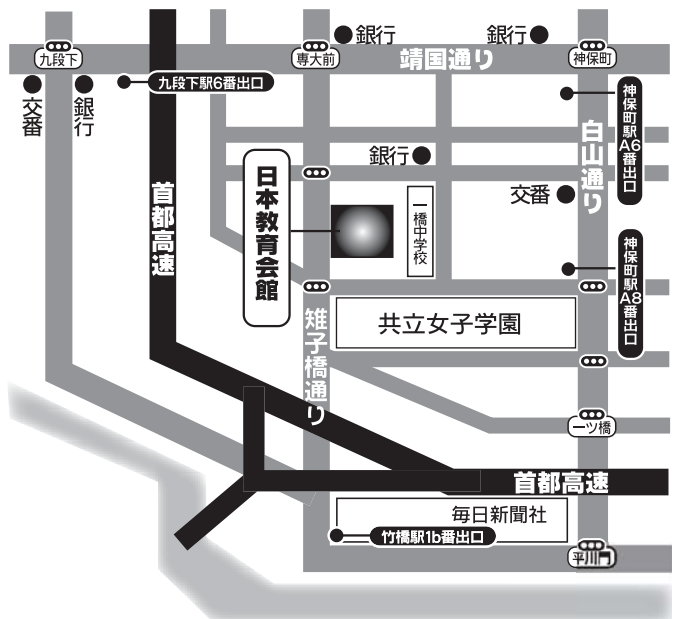 銀行
銀行
九段下
専大前
靖国通り
神保町
九段下駅6番出口
交番
銀行
神保町駅A6番出口
白山通り
銀行
日本教育会館
首都高速
一橋中学校
交番
神保町駅A8番出口
雉子橋通り
共立女子学園
一ツ橋
首都高速
毎日新聞社
竹橋駅1b番出口
平川門